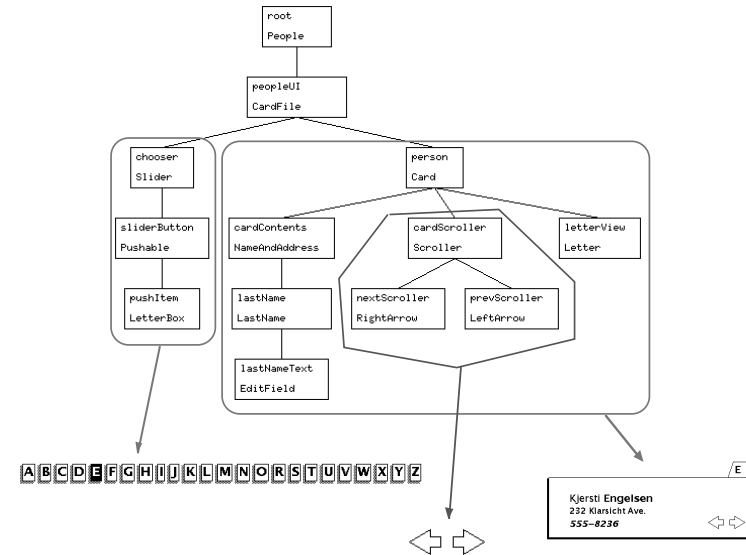 root
People
peopleUI
CardFile
chooser
Slider
person
Card
sliderButton
Pushable
cardContents
NameAndAddress
cardScroller
Scroller
letterView
Letter
pushItem
LetterBox
lastName
LastName
nextScroller
RightArrow
prevScroller
LeftArrow
lastNameText
EditField
A B C D E F G H I J K L M N O R S T U V W X Y Z
E
Kjersti Engelsen
232 Klarsicht Ave.
555-8236